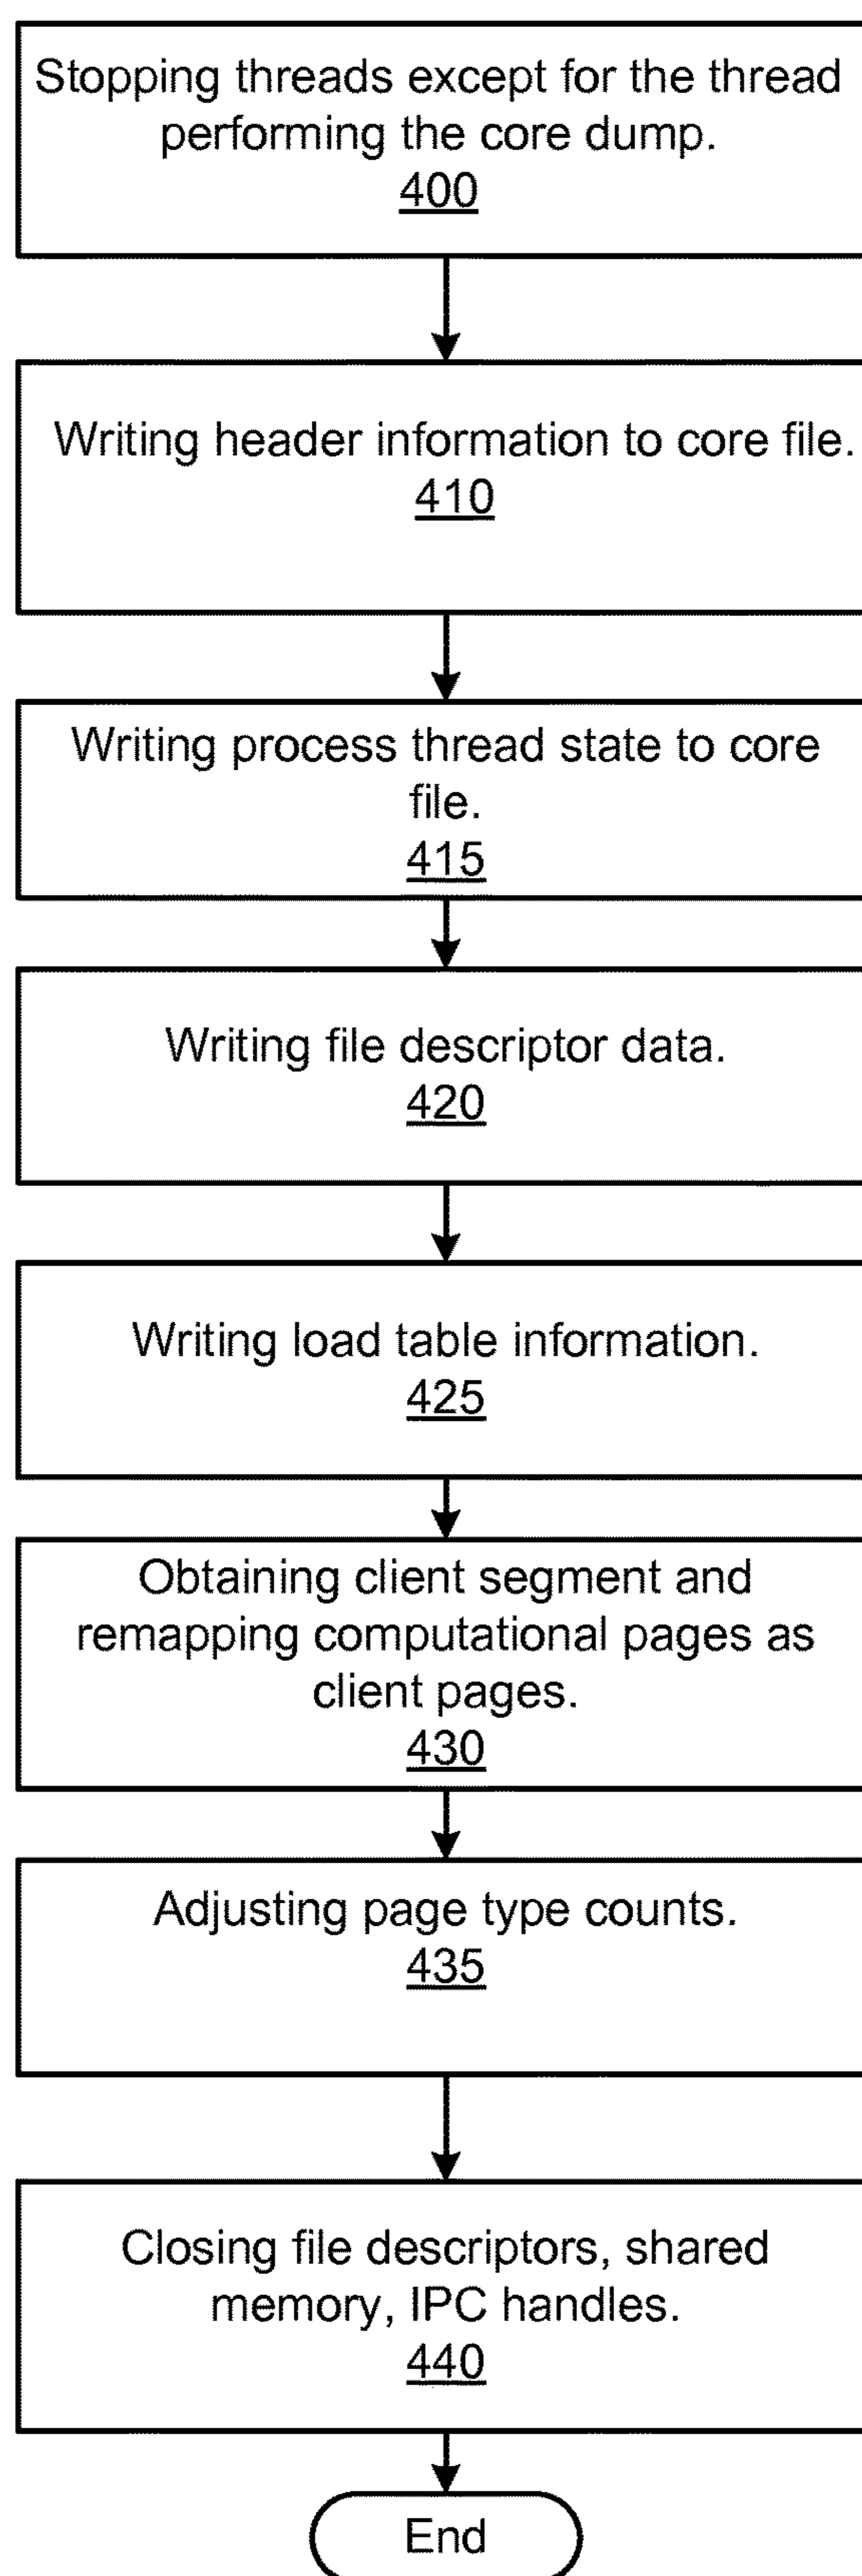 Stopping threads except for the thread
performing the core dump.
400
Writing header information to core file.
410
Writing process thread state to core
file.
415
Writing file descriptor data.
420
Writing load table information.
425
Obtaining client segment and
remapping computational pages as
client pages.
430
Adjusting page type counts.
435
Closing file descriptors, shared
memory, IPC handles.
440
End